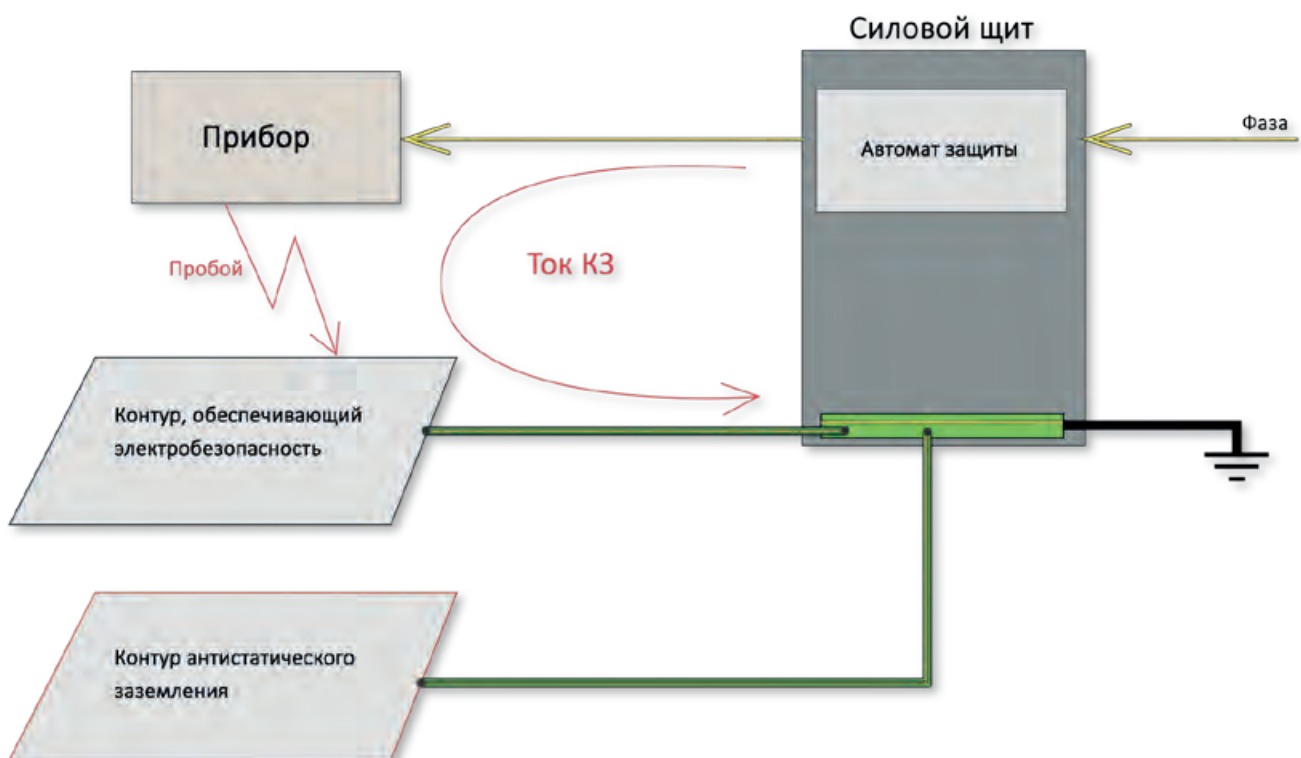 Силовой щит
Прибор
Автомат защиты
Фаза
Пробой
Ток КЗ
Контур, обеспечивающий
электробезопасность
Контур антистатического
заземления